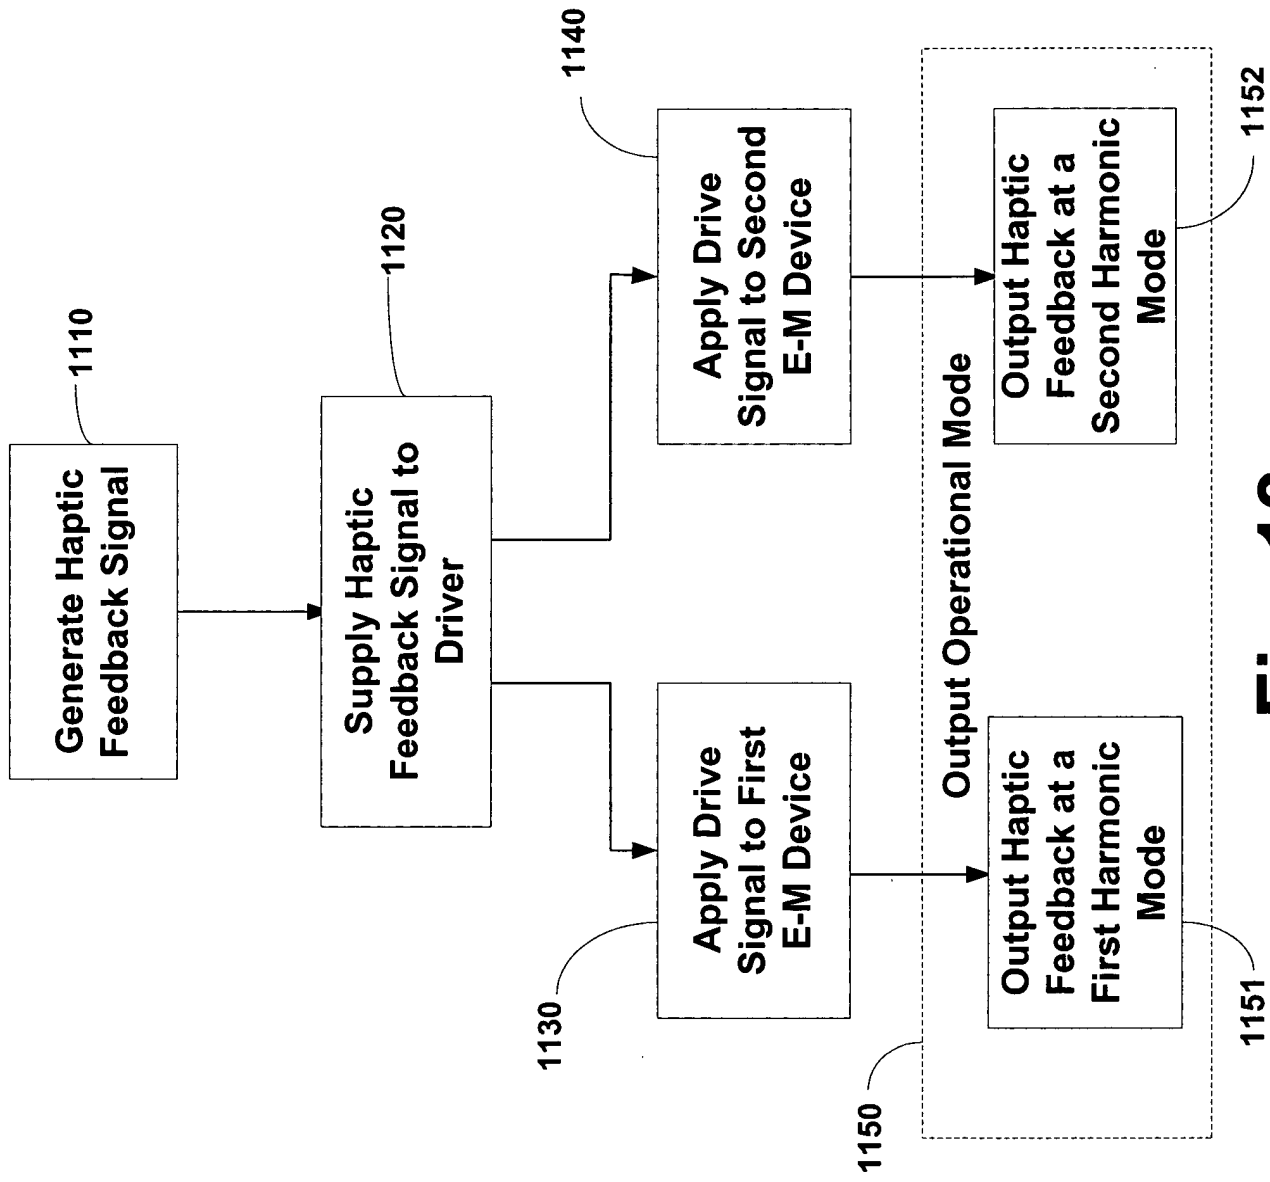 1110
Generate Haptic
Feedback Signal
1120
Supply Haptic
Feedback Signal to
Driver
1130
Apply Drive
Signal to First
E-M Device
1140
Apply Drive
Signal to Second
E-M Device
1150
Output Operational Mode
Output Haptic
Feedback at a
First Harmonic
Mode
1151
Output Haptic
Feedback at a
Second Harmonic
Mode
1152